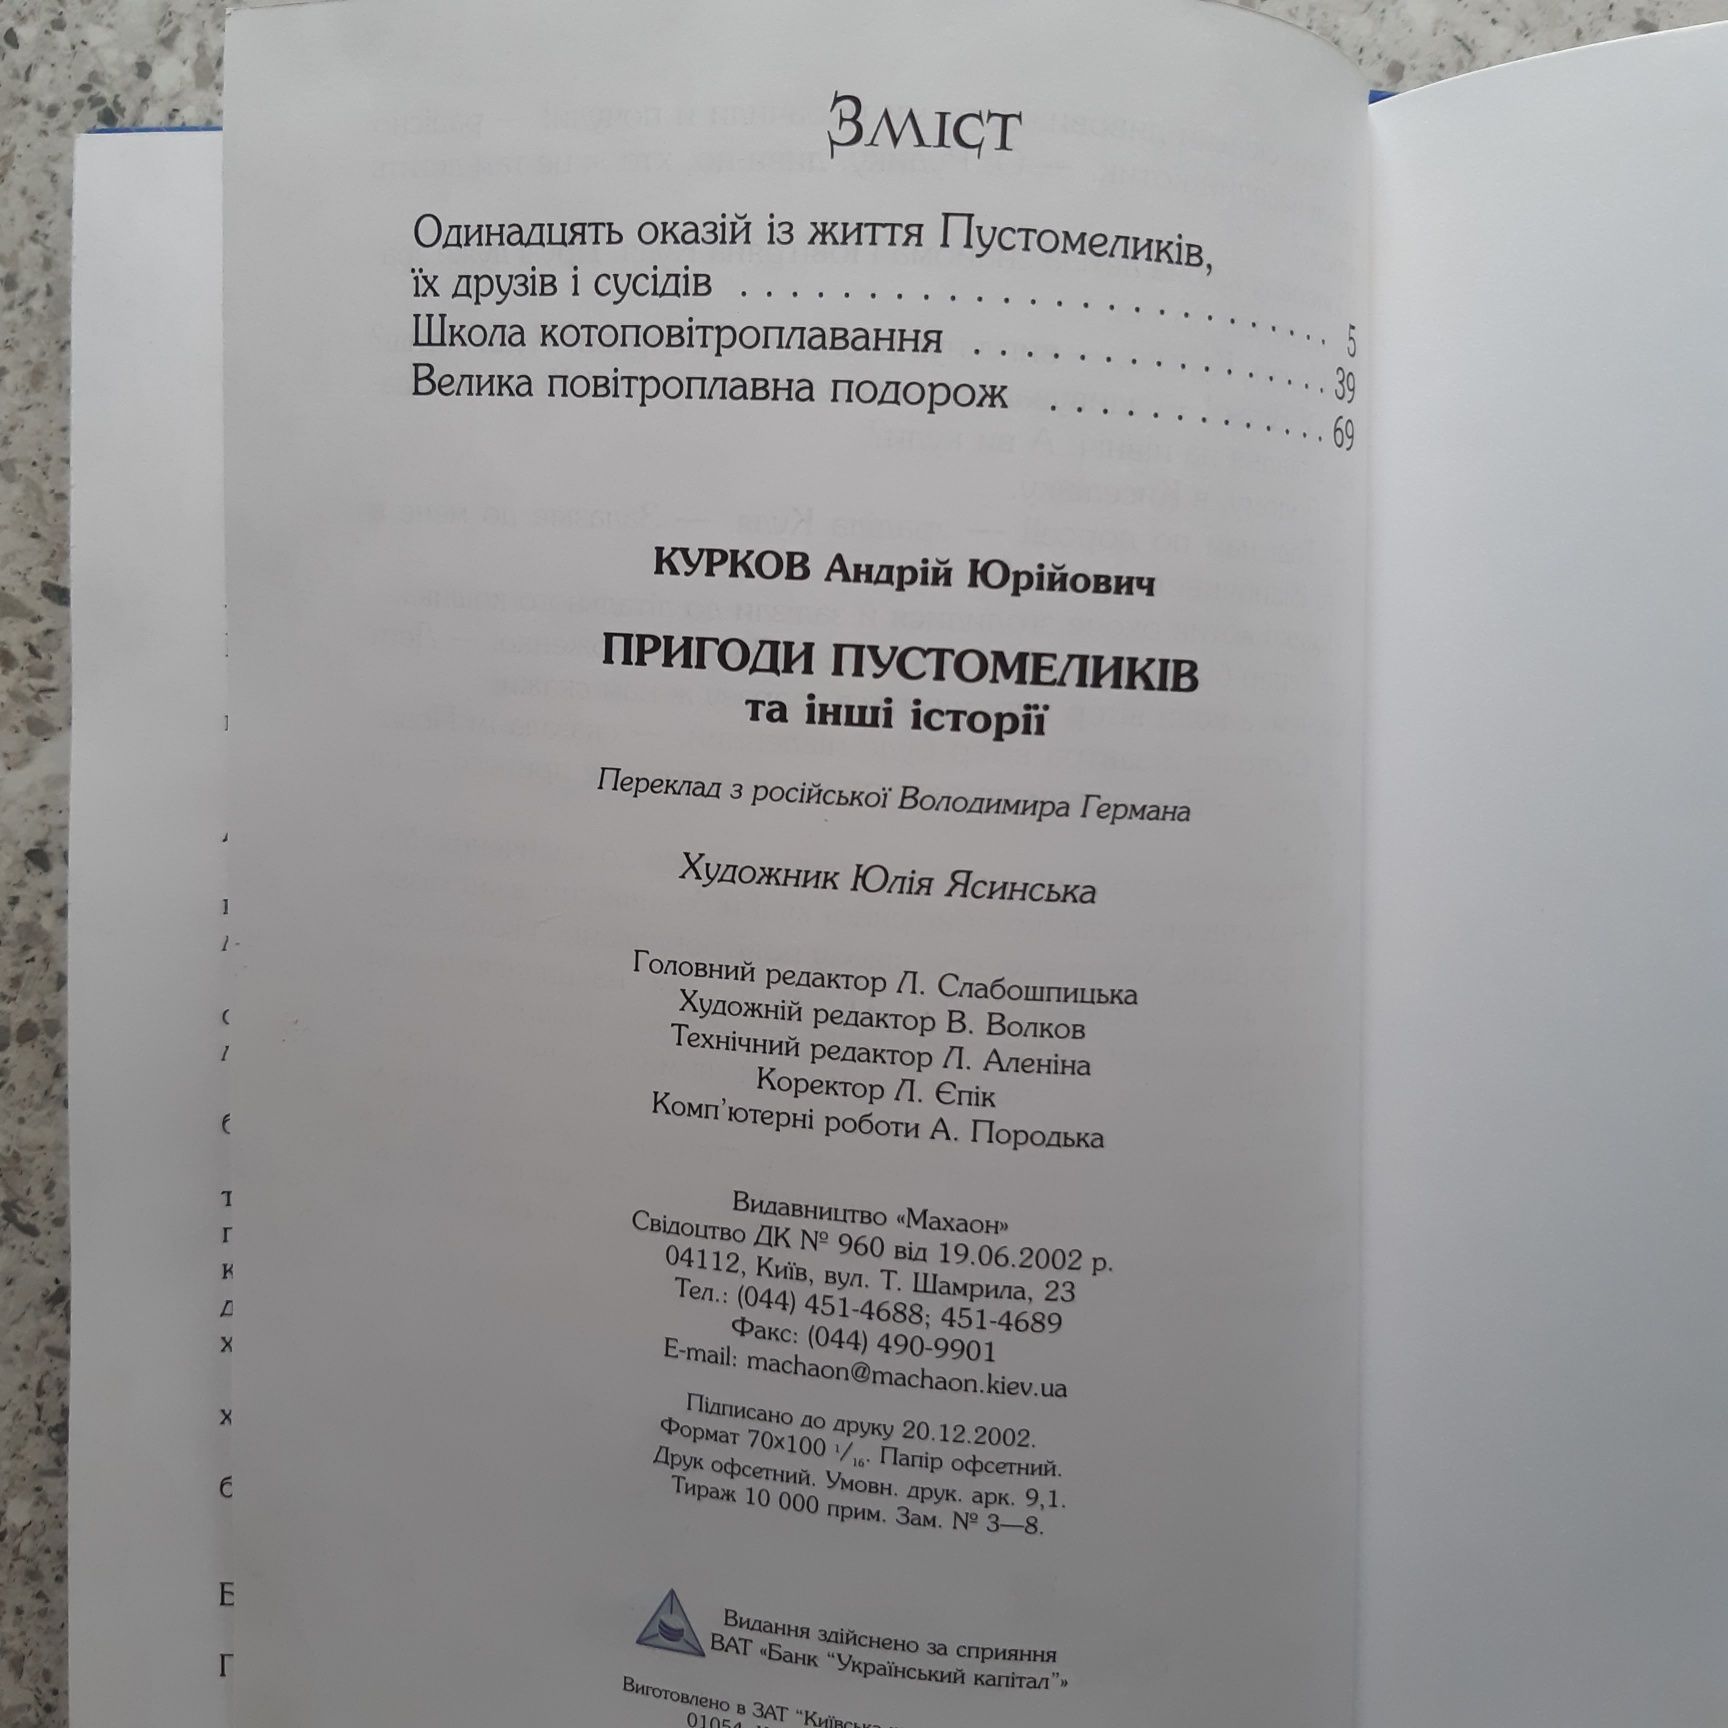 Зміст
Одинадцять оказій із життя Пустомеликів,
їх друзів і сусідів . . . . . . . . . . . . . . . . . . . . . . . . . 5
Школа котоповітроплавання . . . . . . . . . . . . . . . . 39
Велика повітроплавна подорож . . . . . . . . . . . . . 69
КУРКОВ Андрій Юрійович
ПРИГОДИ ПУСТОМЕЛИКІВ
та інші історії
Переклад з російської Володимира Германа
Художник Юлія Ясинська
Головний редактор Л. Слабошпицька
Художній редактор В. Волков
Технічний редактор Л. Аленіна
Коректор Л. Єпік
Комп'ютерні роботи А. Породька
Видавництво «Махаон»
Свідоцтво ДК № 960 від 19.06.2002 р.
04112, Київ, вул. Т. Шамрила, 23
Тел.: (044) 451-4688; 451-4689
Факс: (044) 490-9901
E-mail: machaon@machaon.kiev.ua
Підписано до друку 20.12.2002.
Формат 70x100 1/16. Папір офсетний.
Друк офсетний. Умовн. друк. арк. 9,1.
Тираж 10 000 прим. Зам. № 3—8.
Видання здійснено за сприяння
ВАТ «Банк “Український капітал”»
Виготовлено в ЗАТ “Київська
01054,